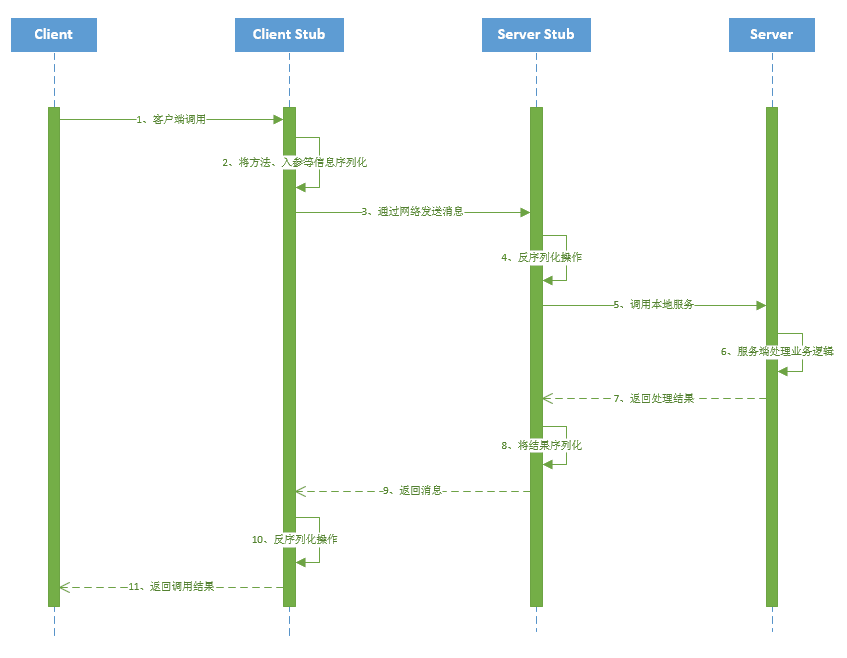 Client
Client Stub
Server Stub
Server
1、客户端调用
2、将方法、入参等信息序列化
3、通过网络发送消息
4、反序列化操作
5、调用本地服务
6、服务端处理业务逻辑
7、返回处理结果
8、将结果序列化
9、返回消息
10、反序列化操作
11、返回调用结果